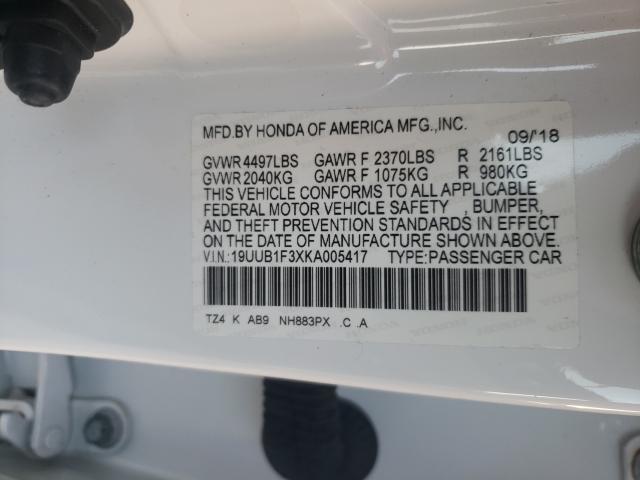 MFD.BY HONDA OF AMERICA MFG.,INC. 09/'18
GVWR 4497LBS GAWR F 2370LBS R 2161LBS
GVWR 2040KG GAWR F 1075KG R 980KG
THIS VEHICLE CONFORMS TO ALL APPLICABLE
FEDERAL MOTOR VEHICLE SAFETY , BUMPER,
AND THEFT PREVENTION STANDARDS IN EFFECT
ON THE DATE OF MANUFACTURE SHOWN ABOVE.
V.I.N.:19UUB1F3XKA005417 TYPE:PASSENGER CAR
TZ4 K AB9 NH883PX .C .A